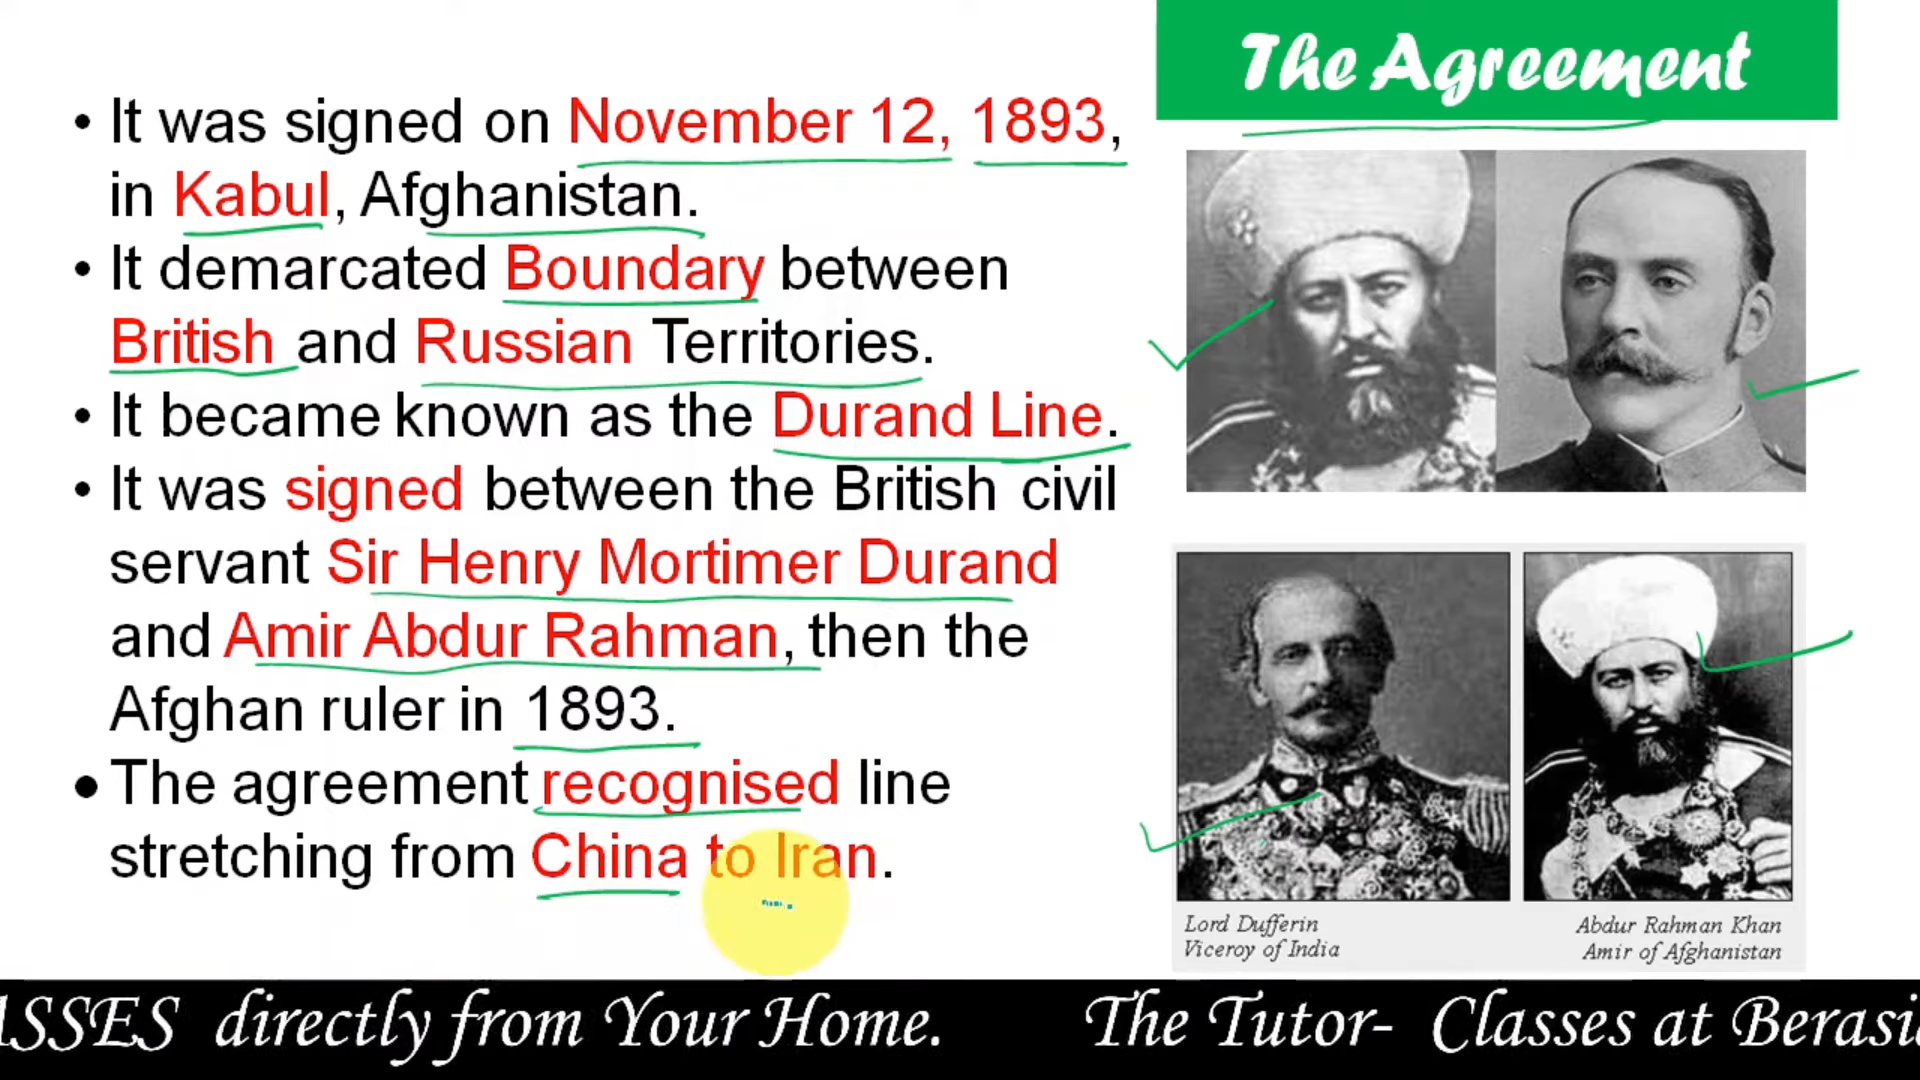 The Agreement
• It was signed on November 12, 1893,
in Kabul, Afghanistan.
• It demarcated Boundary between
British and Russian Territories.
• It became known as the Durand Line.
• It was signed between the British civil
servant Sir Henry Mortimer Durand
and Amir Abdur Rahman, then the
Afghan ruler in 1893.
• The agreement recognised line
stretching from China to Iran.
Lord Dufferin
Viceroy of India
Abdur Rahman Khan
Amir of Afghanistan
ASSES directly from Your Home. The Tutor- Classes at Berasia